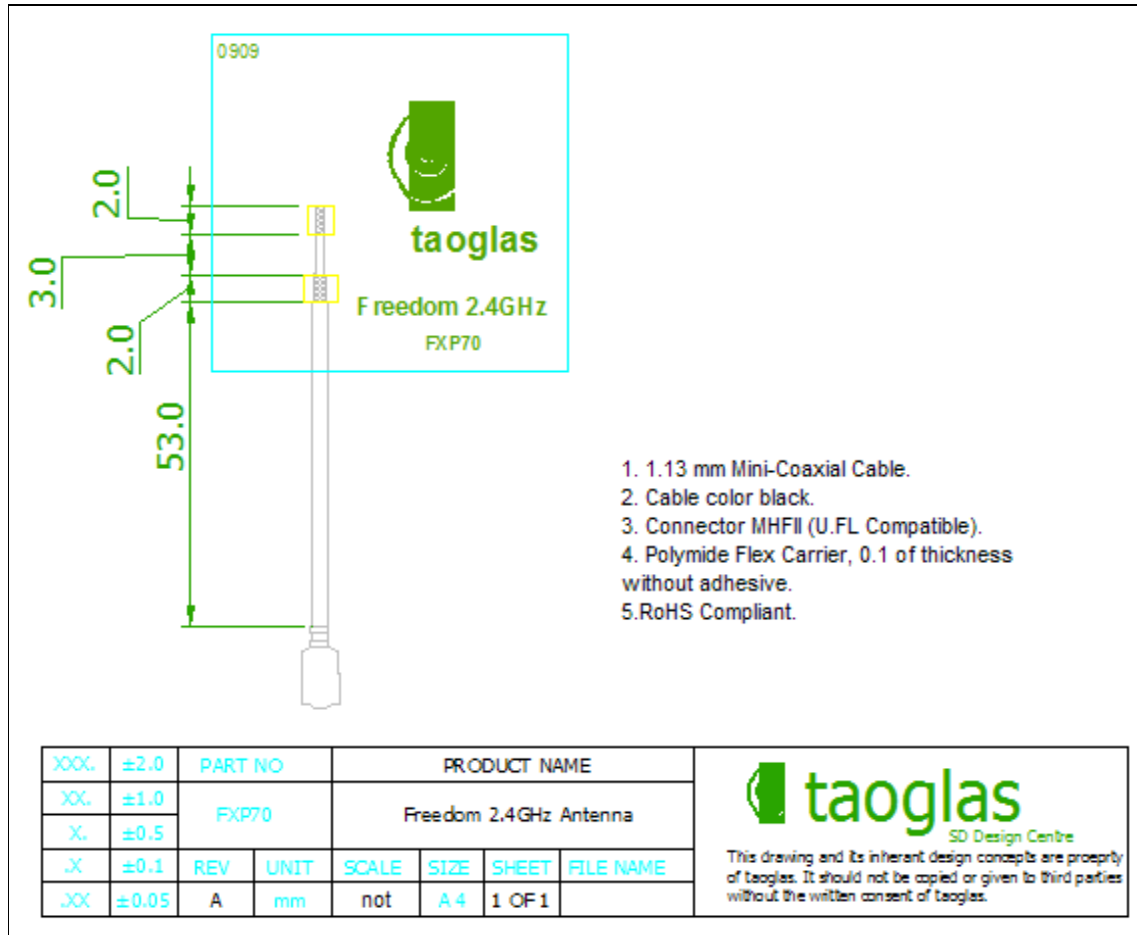 0909
taoglas
Freedom 2.4GHz
FXP70
2.0
3.0
2.0
53.0
1. 1.13 mm Mini-Coaxial Cable.
2. Cable color black.
3. Connector MHFII (U.FL Compatible).
4. Polymide Flex Carrier, 0.1 of thickness
without adhesive.
5.RoHS Compliant.
XXX. ±2.0 PART NO PRODUCT NAME
XX. ±1.0 FXP70 Freedom 2.4GHz Antenna
X. ±0.5
.X ±0.1 REV UNIT SCALE SIZE SHEET FILE NAME
.XX ±0.05 A mm not A4 1 OF 1
taoglas
SD Design Centre
This drawing and its inherant design concepts are proeprty
of taoglas. It should not be copied or given to third parties
without the written consent of taoglas.